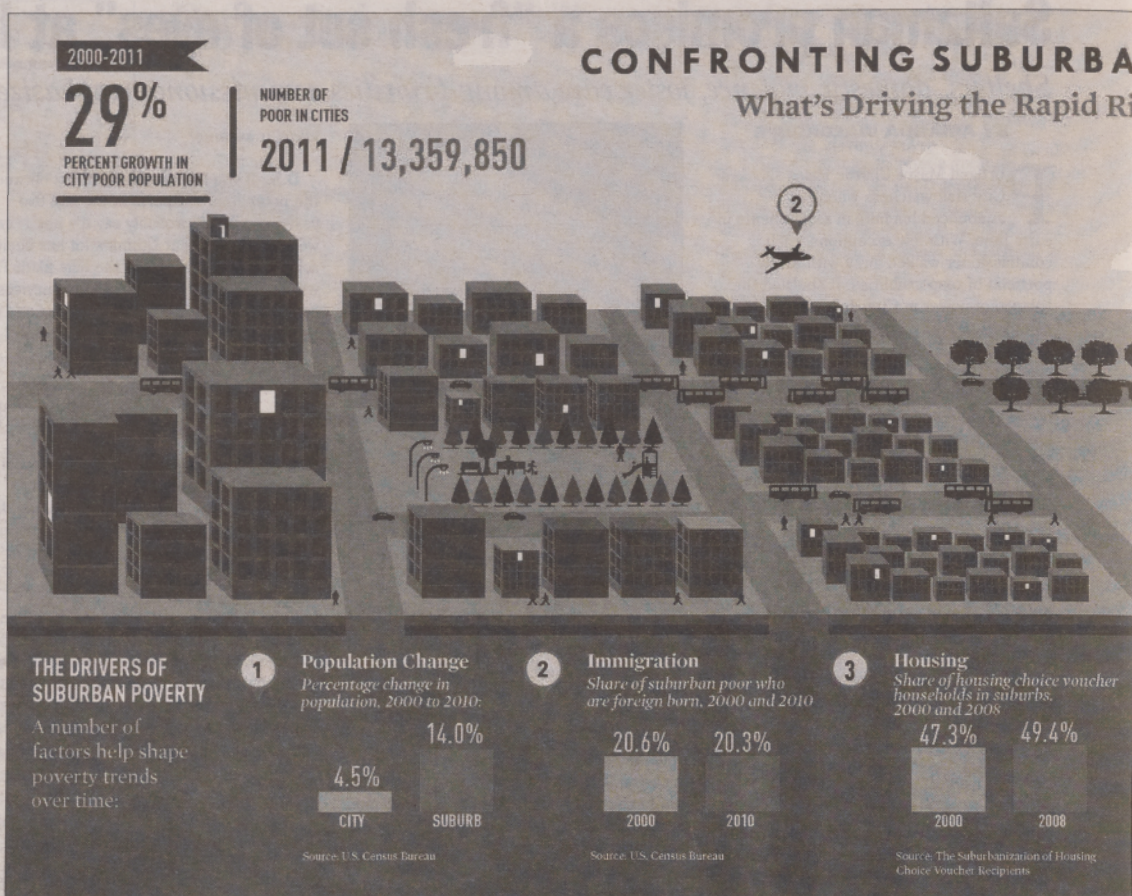 2000-2011
29%
PERCENT GROWTH IN
CITY POOR POPULATION
NUMBER OF
POOR IN CITIES
2011 / 13,359,850
CONFRONTING SUBURBA
What's Driving the Rapid Ri
2
THE DRIVERS OF
SUBURBAN POVERTY
A number of
factors help shape
poverty trends
over time:
1
Population Change
Percentage change in
population, 2000 to 2010:
14.0%
4.5%
CITY SUBURB
Source: U.S. Census Bureau
2
Immigration
Share of suburban poor who
are foreign born, 2000 and 2010
20.6% 20.3%
2000 2010
Source: U.S. Census Bureau
3
Housing
Share of housing choice voucher
households in suburbs,
2000 and 2008
47.3% 49.4%
2000 2008
Source: The Suburbanization of Housing
Choice Voucher Recipients